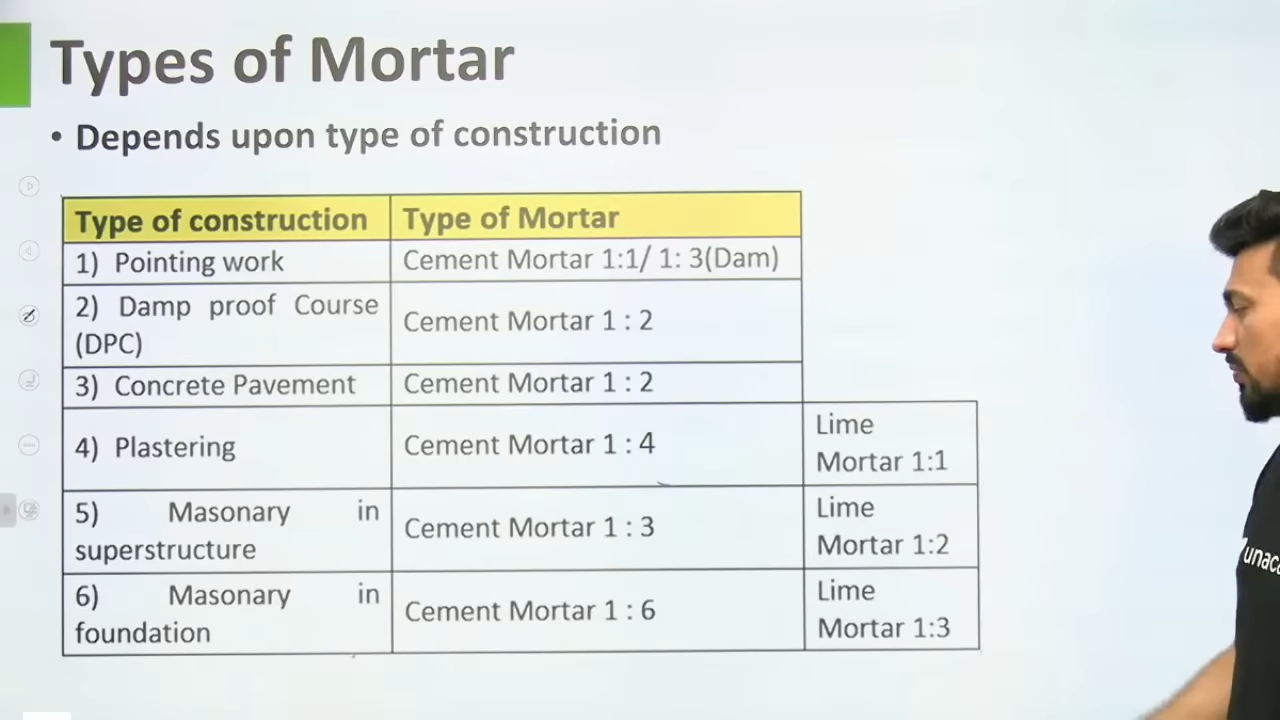 Types of Mortar
• Depends upon type of construction
Type of construction Type of Mortar
1) Pointing work Cement Mortar 1:1/ 1: 3(Dam)
2) Damp proof Course
(DPC)
Cement Mortar 1 : 2
3) Concrete Pavement Cement Mortar 1 : 2
4) Plastering
Cement Mortar 1 : 4
Lime
Mortar 1:1
5) Masonary in
superstructure
Cement Mortar 1 : 3
Lime
Mortar 1:2
6) Masonary in
foundation
Cement Mortar 1 : 6
Lime
Mortar 1:3